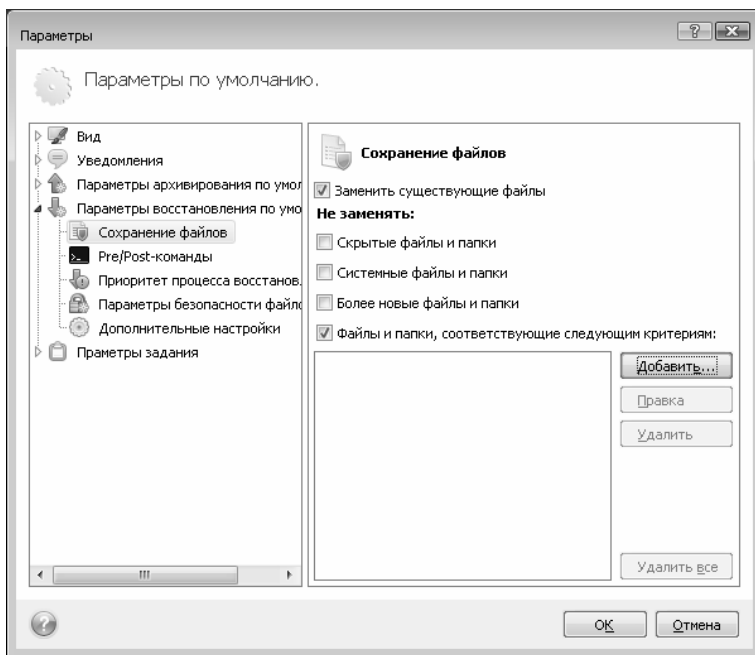 Параметры
Параметры по умолчанию.
Вид
Уведомления
Параметры архивирования по умол
Параметры восстановления по умо
Сохранение файлов
Pre/Post-команды
Приоритет процесса восстанов.
Параметры безопасности файло
Дополнительные настройки
Праметры задания
Сохранение файлов
Заменить существующие файлы
Не заменять:
Скрытые файлы и папки
Системные файлы и папки
Более новые файлы и папки
Файлы и папки, соответствующие следующим критериям:
Добавить...
Правка
Удалить
Удалить все
OK
Отмена